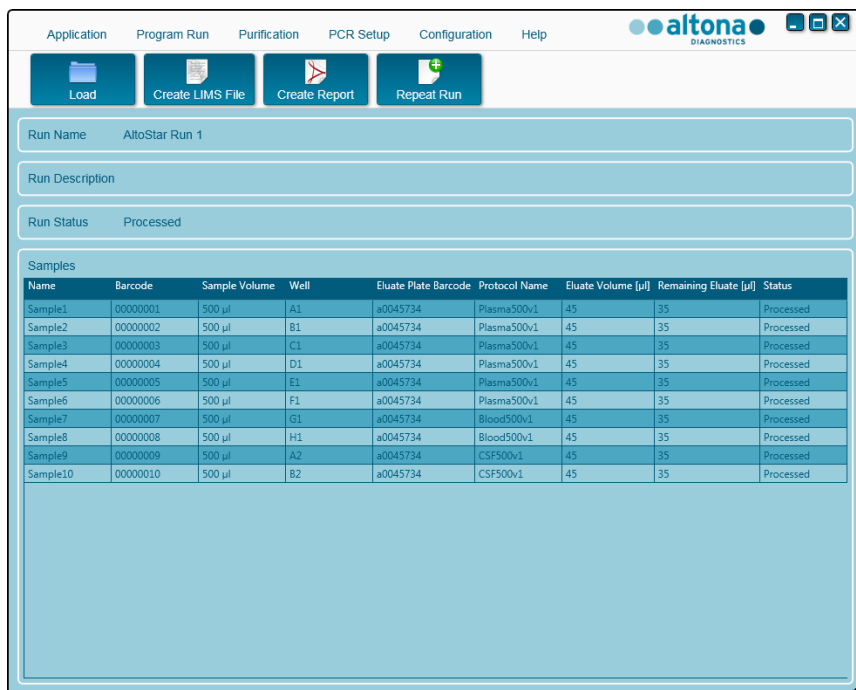 Application Program Run Purification PCR Setup Configuration Help altona
DIAGNOSTICS
Load Create LIMS File Create Report Repeat Run
Run Name AltoStar Run 1
Run Description
Run Status Processed
Samples
Name Barcode Sample Volume Well Eluate Plate Barcode Protocol Name Eluate Volume [µl] Remaining Eluate [µl] Status
Sample1 00000001 500 µl A1 a0045734 Plasma500v1 45 35 Processed
Sample2 00000002 500 µl B1 a0045734 Plasma500v1 45 35 Processed
Sample3 00000003 500 µl C1 a0045734 Plasma500v1 45 35 Processed
Sample4 00000004 500 µl D1 a0045734 Plasma500v1 45 35 Processed
Sample5 00000005 500 µl E1 a0045734 Plasma500v1 45 35 Processed
Sample6 00000006 500 µl F1 a0045734 Plasma500v1 45 35 Processed
Sample7 00000007 500 µl G1 a0045734 Blood500v1 45 35 Processed
Sample8 00000008 500 µl H1 a0045734 Blood500v1 45 35 Processed
Sample9 00000009 500 µl A2 a0045734 CSF500v1 45 35 Processed
Sample10 00000010 500 µl B2 a0045734 CSF500v1 45 35 Processed